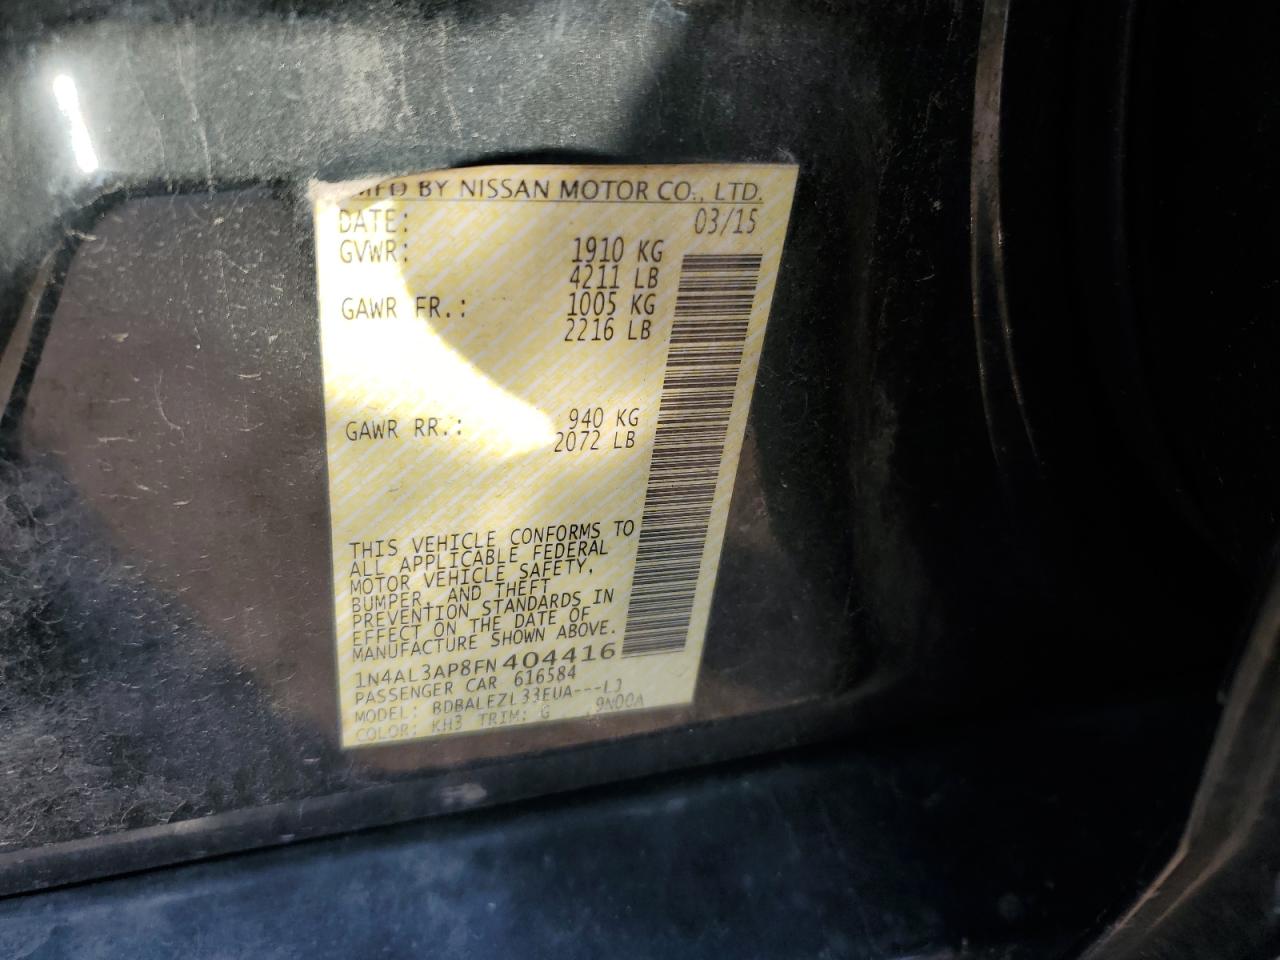 MFD BY NISSAN MOTOR CO., LTD.
DATE: 03/15
GVWR: 1910 KG
4211 LB
GAWR FR.: 1005 KG
2216 LB
GAWR RR.: 940 KG
2072 LB
THIS VEHICLE CONFORMS TO
ALL APPLICABLE FEDERAL
MOTOR VEHICLE SAFETY,
BUMPER, AND THEFT
PREVENTION STANDARDS IN
EFFECT ON THE DATE OF
MANUFACTURE SHOWN ABOVE.
1N4AL3AP8FN404416
PASSENGER CAR 616584
MODEL: BDBALEZL33EUA---LJ
COLOR: KH3 TRIM: G